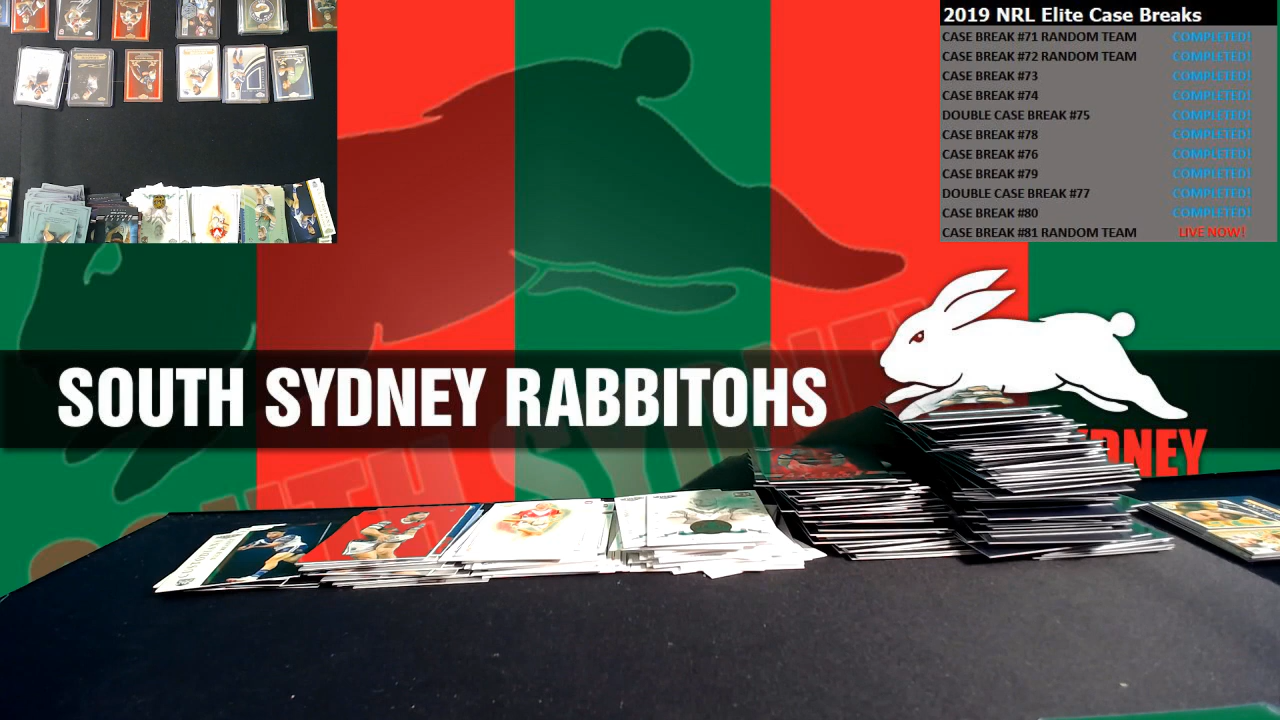 2019 NRL Elite Case Breaks
CASE BREAK #71 RANDOM TEAM COMPLETED!
CASE BREAK #72 RANDOM TEAM COMPLETED!
CASE BREAK #73 COMPLETED!
CASE BREAK #74 COMPLETED!
DOUBLE CASE BREAK #75 COMPLETED!
CASE BREAK #78 COMPLETED!
CASE BREAK #76 COMPLETED!
CASE BREAK #79 COMPLETED!
DOUBLE CASE BREAK #77 COMPLETED!
CASE BREAK #80 COMPLETED!
CASE BREAK #81 RANDOM TEAM LIVE NOW!
SOUTH SYDNEY RABBITOHS